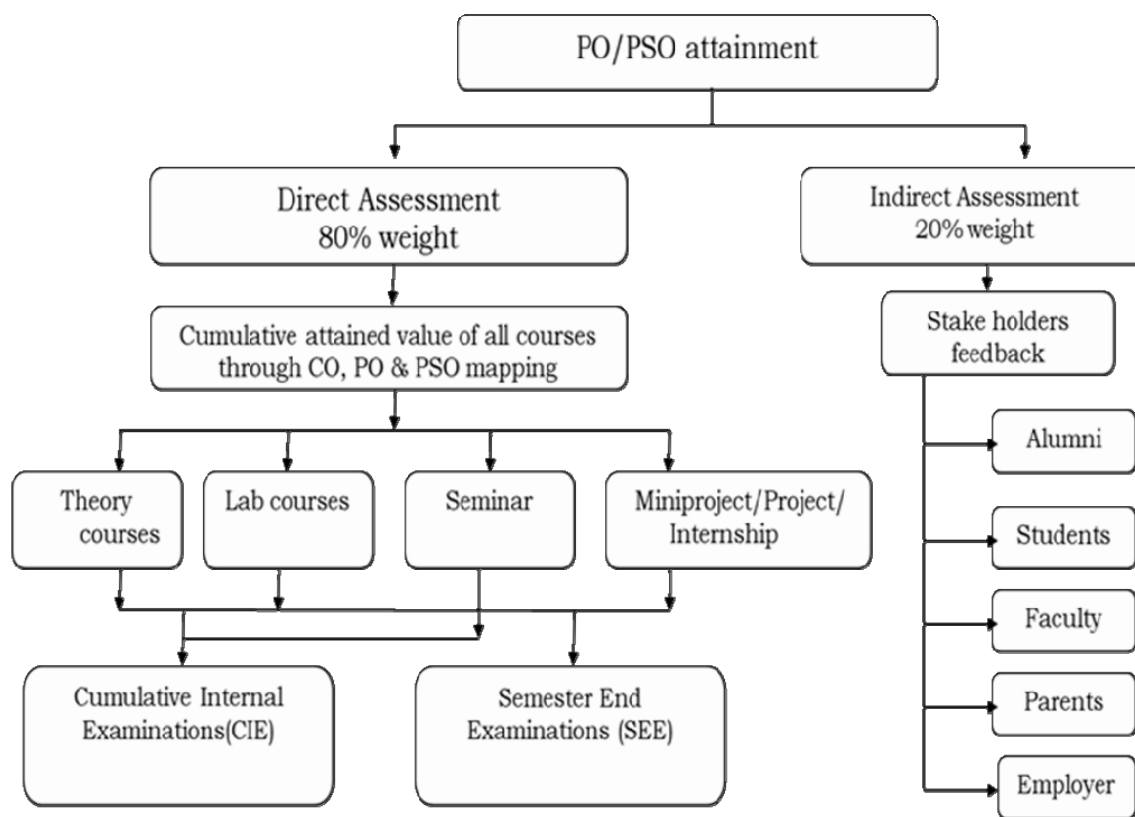 PO/PSO attainment
Direct Assessment
80% weight
Indirect Assessment
20% weight
Cumulative attained value of all courses
through CO, PO & PSO mapping
Stake holders
feedback
Theory
courses
Lab courses
Seminar
Miniproject/Project/
Internship
Alumni
Students
Faculty
Parents
Employer
Cumulative Internal
Examinations(CIE)
Semester End
Examinations (SEE)